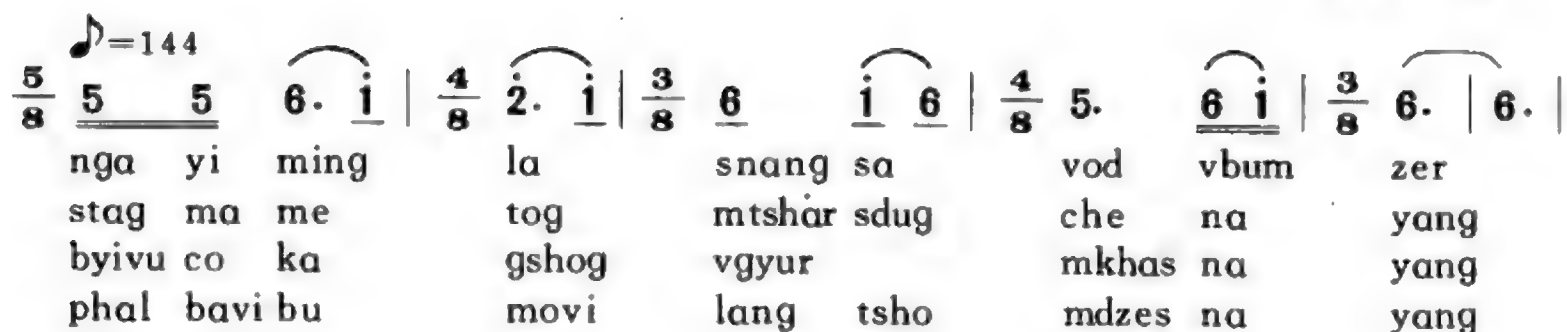 ♪=144
5/8 5 5 6. i̇ | 4/8 2̇. i̇ | 3/8 6 i̇ 6 | 4/8 5. 6 i̇ | 3/8 6. | 6. |
nga yi ming la snang sa vod vbum zer
stag ma me tog mtshar sdug che na yang
byivu co ka gshog vgyur mkhas na yang
phal bavi bu movi lang tsho mdzes na yang